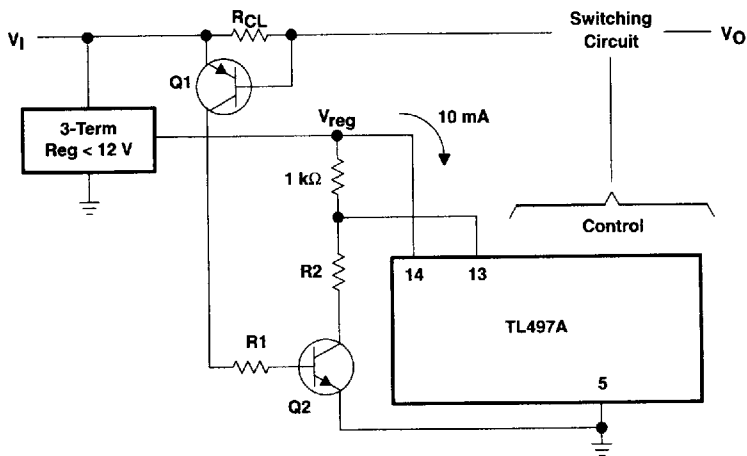 RCL
VI
Switching
Circuit
VO
Q1
3-Term
Reg < 12 V
Vreg
10 mA
1 kΩ
Control
R2
14
13
TL497A
R1
5
Q2